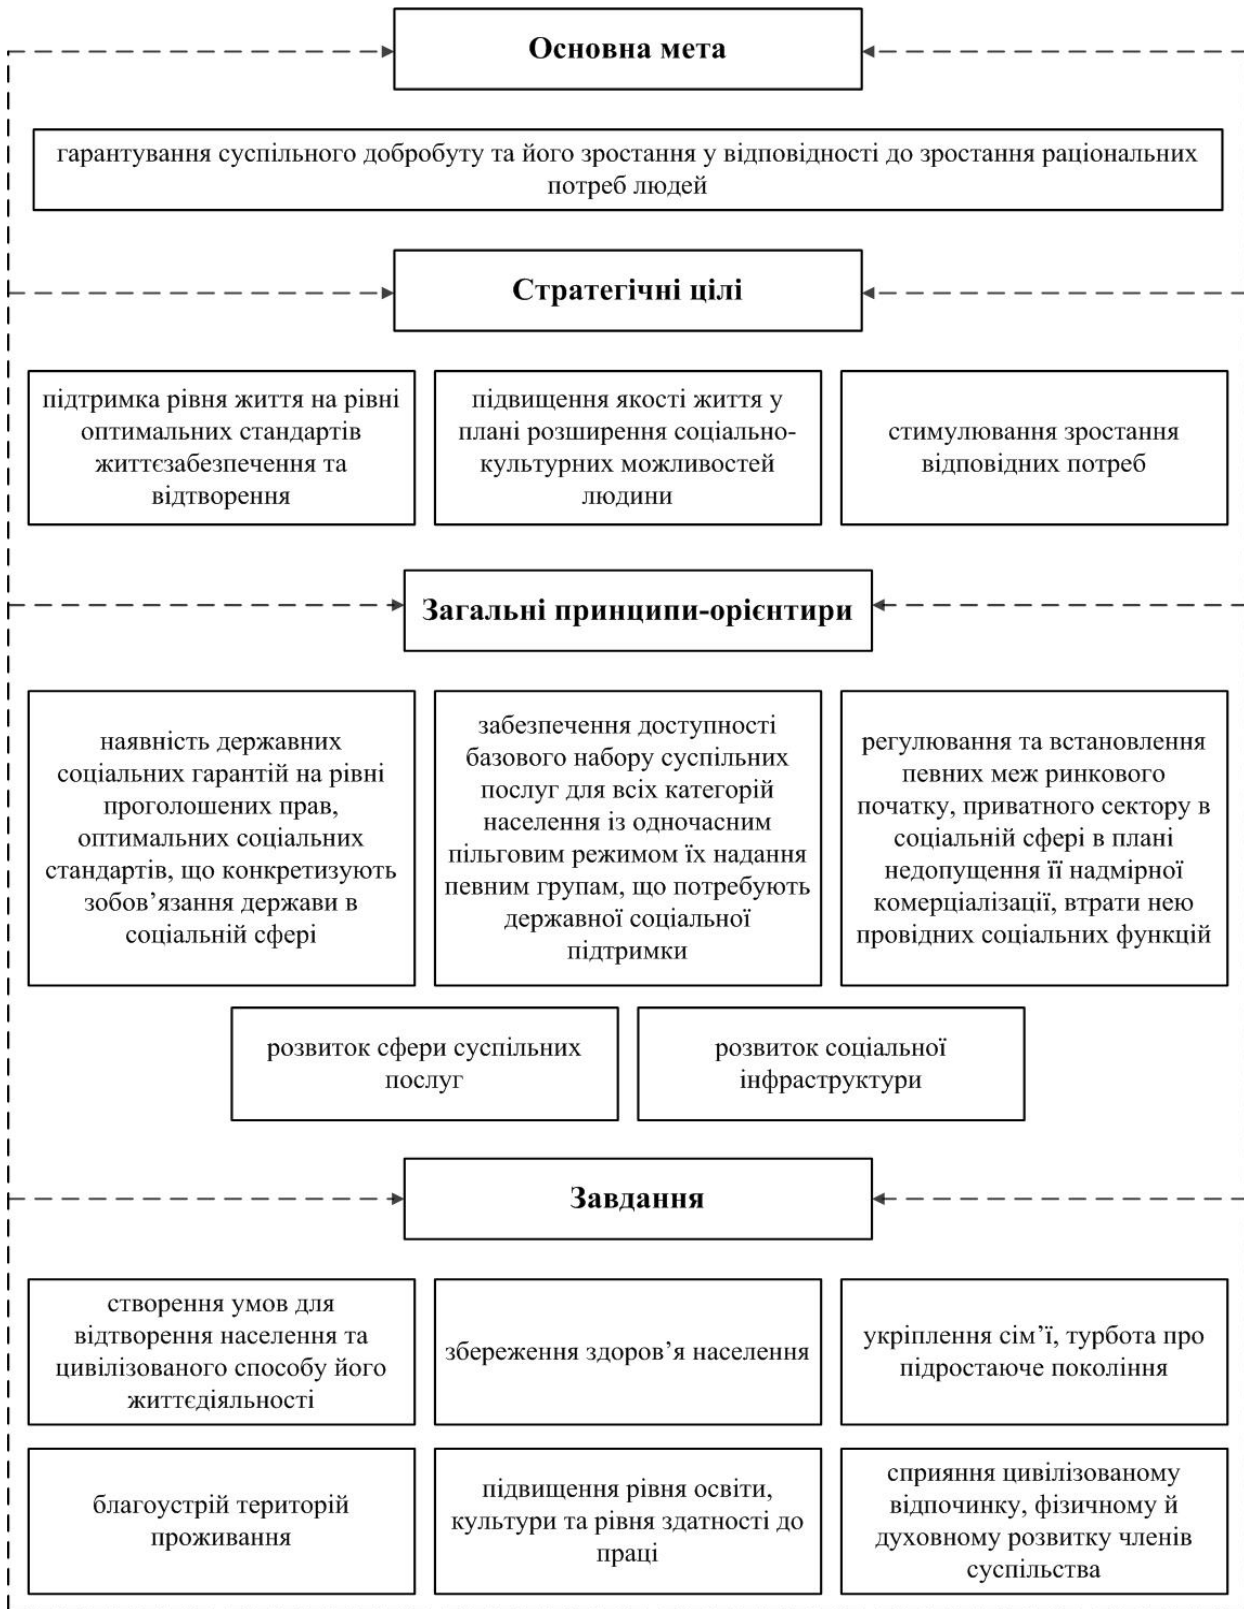 Основна мета
гарантування суспільного добробуту та його зростання у відповідності до зростання раціональних
потреб людей
Стратегічні цілі
підтримка рівня життя на рівні
оптимальних стандартів
життєзабезпечення та
відтворення
підвищення якості життя у
плані розширення соціально-
культурних можливостей
людини
стимулювання зростання
відповідних потреб
Загальні принципи-орієнтири
наявність державних
соціальних гарантій на рівні
проголошених прав,
оптимальних соціальних
стандартів, що конкретизують
зобов’язання держави в
соціальній сфері
забезпечення доступності
базового набору суспільних
послуг для всіх категорій
населення із одночасним
пільговим режимом їх надання
певним групам, що потребують
державної соціальної
підтримки
регулювання та встановлення
певних меж ринкового
початку, приватного сектору в
соціальній сфері в плані
недопущення її надмірної
комерціалізації, втрати нею
провідних соціальних функцій
розвиток сфери суспільних
послуг
розвиток соціальної
інфраструктури
Завдання
створення умов для
відтворення населення та
цивілізованого способу його
життєдіяльності
збереження здоров’я населення
укріплення сім’ї, турбота про
підростаюче покоління
благоустрій територій
проживання
підвищення рівня освіти,
культури та рівня здатності до
праці
сприяння цивілізованому
відпочинку, фізичному й
духовному розвитку членів
суспільства